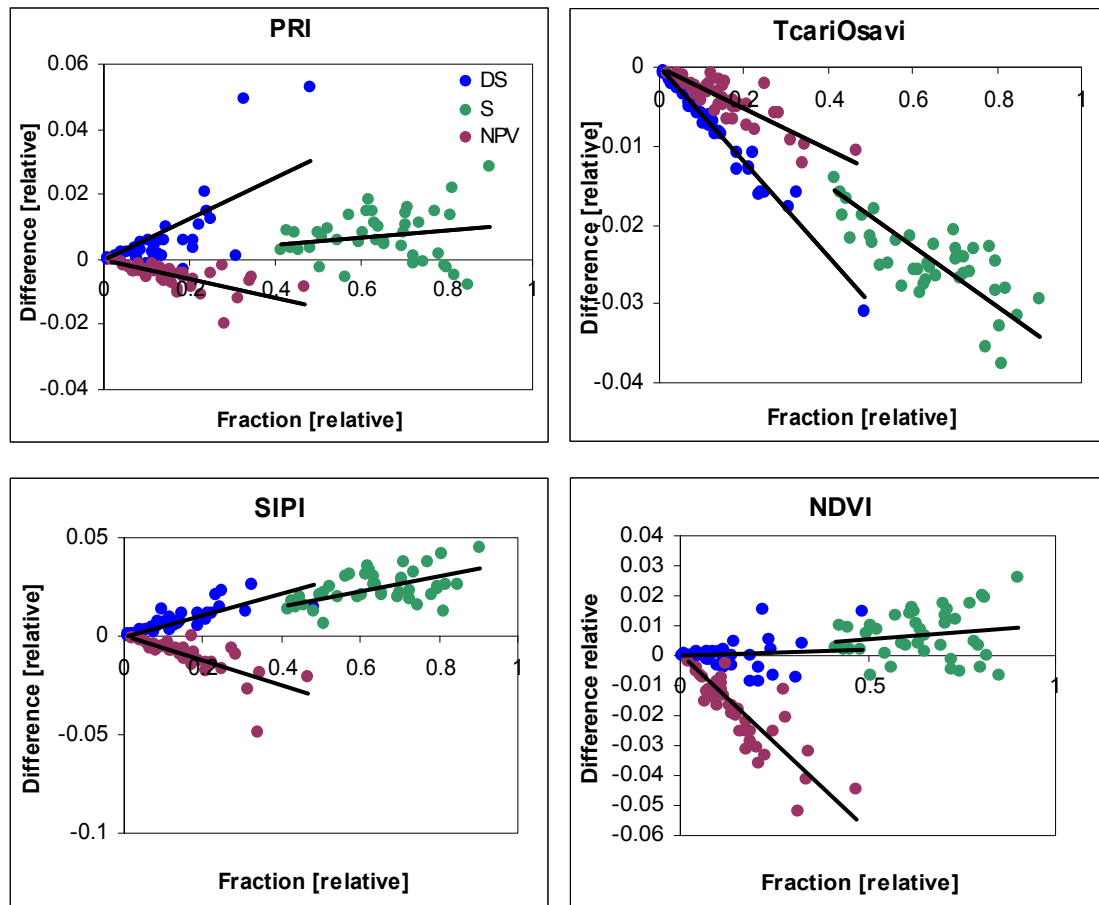 PRI
0.06
0.04
0.02
0
-0.02
-0.04
0 0.2 0.4 0.6 0.8 1
DS
S
NPV
Difference [relative]
Fraction [relative]
TcariOsavi
0
-0.01
-0.02
-0.03
-0.04
0 0.2 0.4 0.6 0.8 1
Difference [relative]
Fraction [relative]
SIPI
0.05
0
-0.05
-0.1
0 0.2 0.4 0.6 0.8 1
Difference [relative]
Fraction [relative]
NDVI
0.04
0.03
0.02
0.01
0.00
-0.01
-0.02
-0.03
-0.04
-0.05
-0.06
0 0.5 1
Difference relative
Fraction [relative]